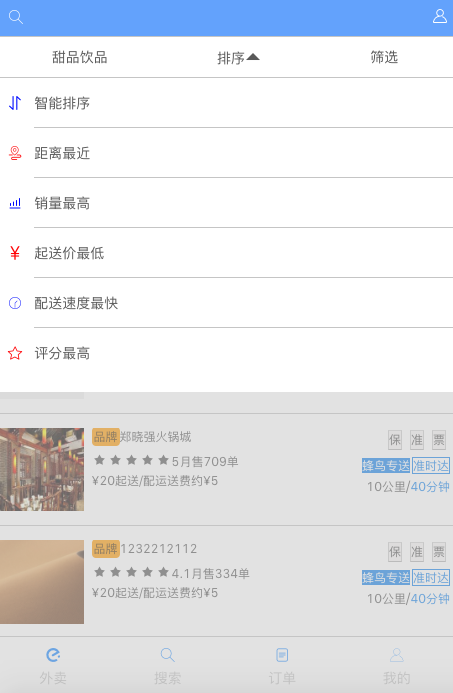 甜品饮品 排序 筛选
智能排序
距离最近
销量最高
¥ 起送价最低
配送速度最快
评分最高
品牌 郑晓强火锅城 保 准 票
5月售709单 蜂鸟专送 准时达
¥20起送/配运送费约¥5 10公里/40分钟
品牌 1232212112 保 准 票
4.1月售334单 蜂鸟专送 准时达
¥20起送/配运送费约¥5 10公里/40分钟
外卖 搜索 订单 我的